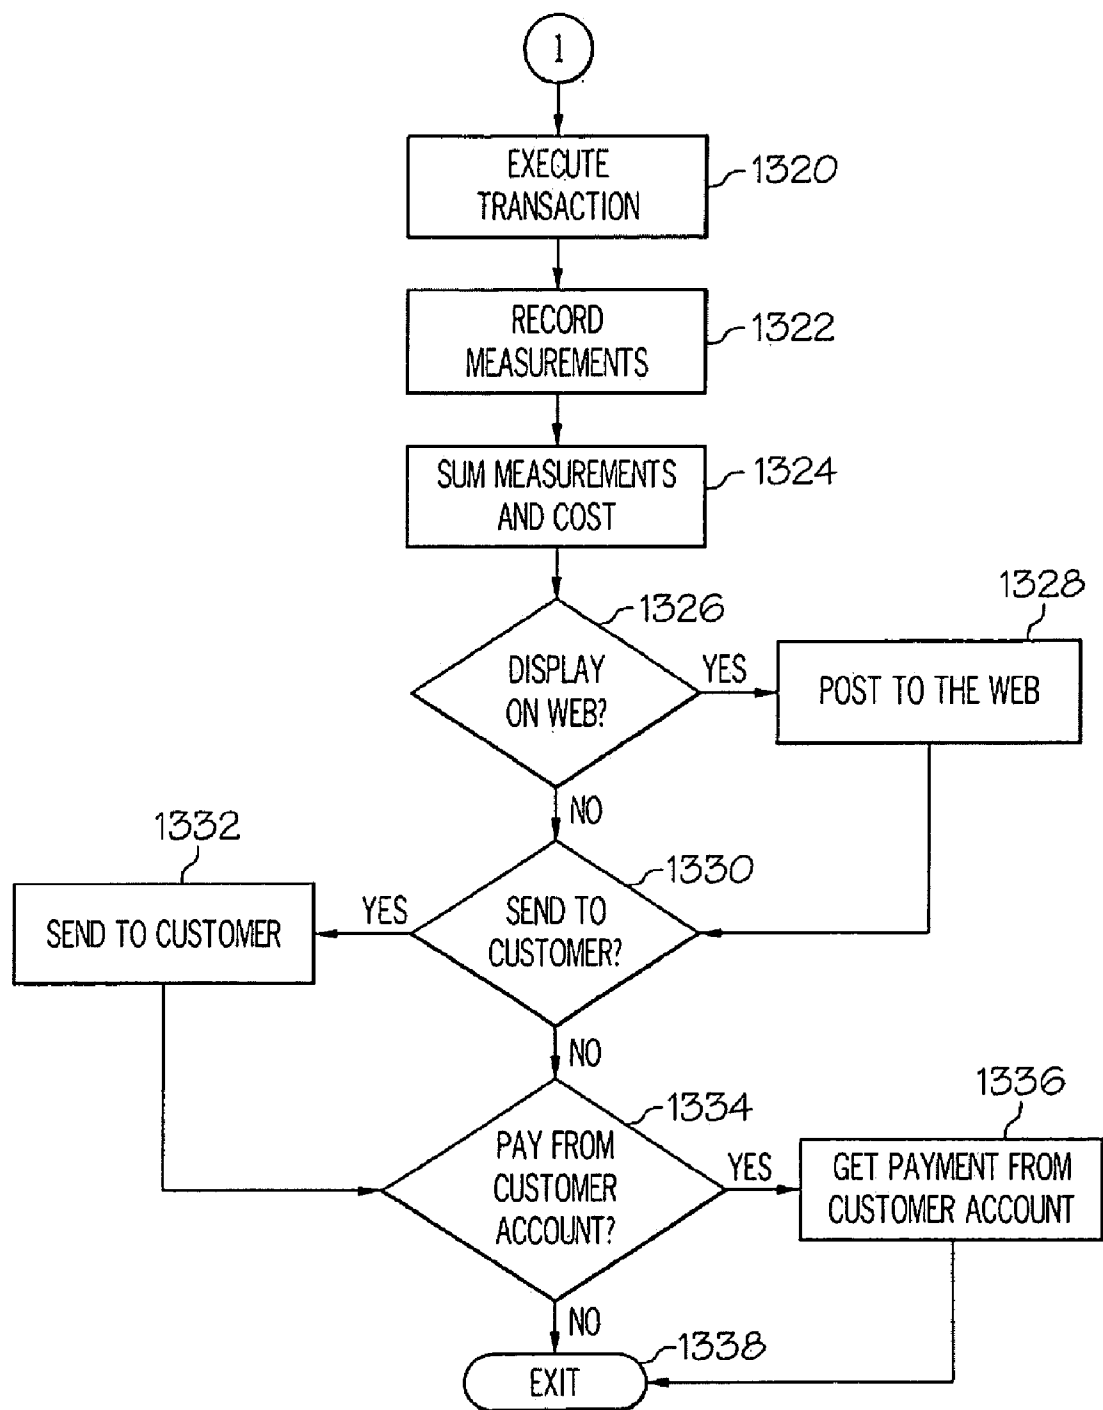 1
EXECUTE
TRANSACTION
1320
RECORD
MEASUREMENTS
1322
SUM MEASUREMENTS
AND COST
1324
1326
DISPLAY
ON WEB?
YES
1328
POST TO THE WEB
NO
1332
SEND TO CUSTOMER
YES
1330
SEND TO
CUSTOMER?
NO
1334
PAY FROM
CUSTOMER
ACCOUNT?
YES
1336
GET PAYMENT FROM
CUSTOMER ACCOUNT
NO
1338
EXIT